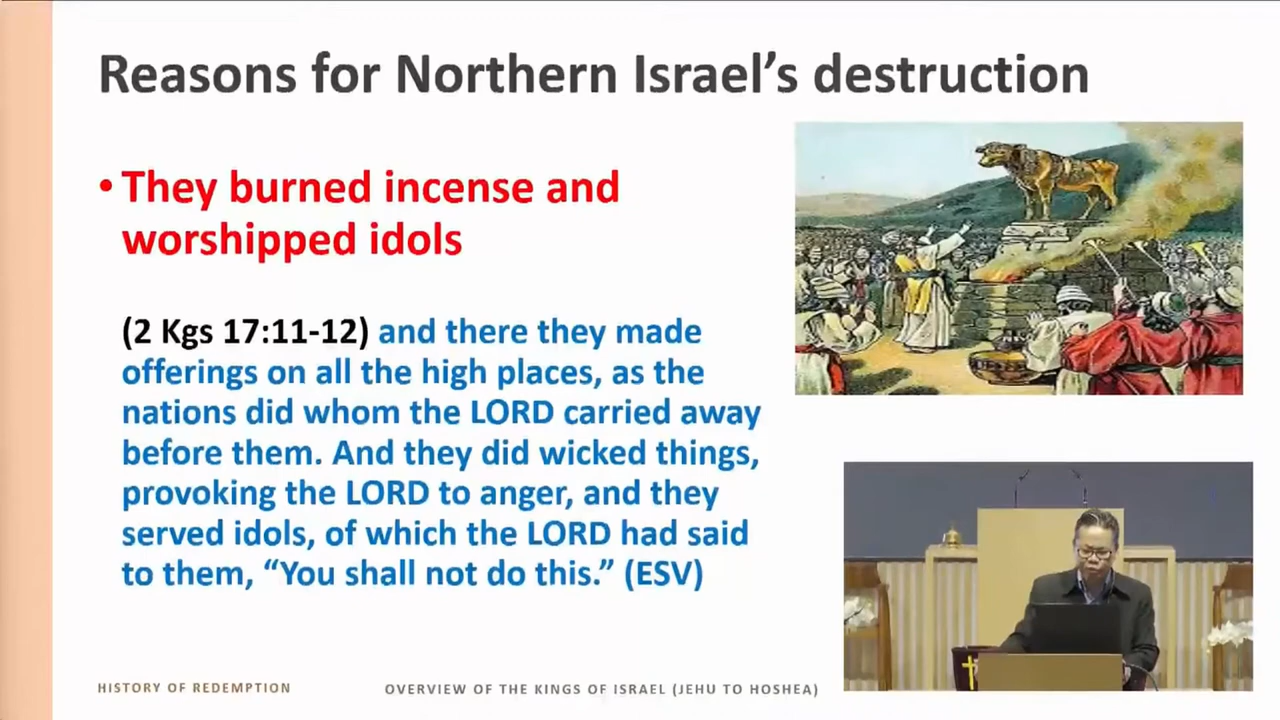 Reasons for Northern Israel’s destruction
• They burned incense and
worshipped idols
(2 Kgs 17:11-12) and there they made
offerings on all the high places, as the
nations did whom the LORD carried away
before them. And they did wicked things,
provoking the LORD to anger, and they
served idols, of which the LORD had said
to them, “You shall not do this.” (ESV)
HISTORY OF REDEMPTION
OVERVIEW OF THE KINGS OF ISRAEL (JEHU TO HOSHEA)